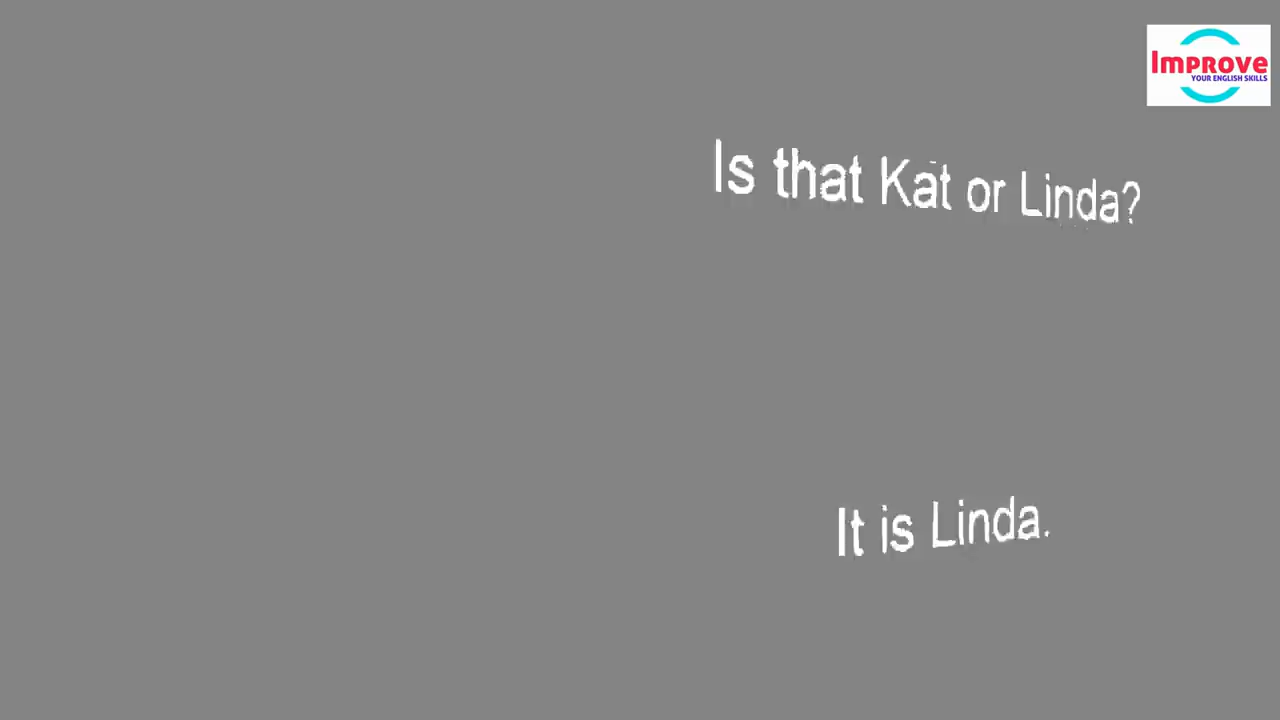 Improve
YOUR ENGLISH SKILLS
Is that Kat or Linda?
It is Linda.